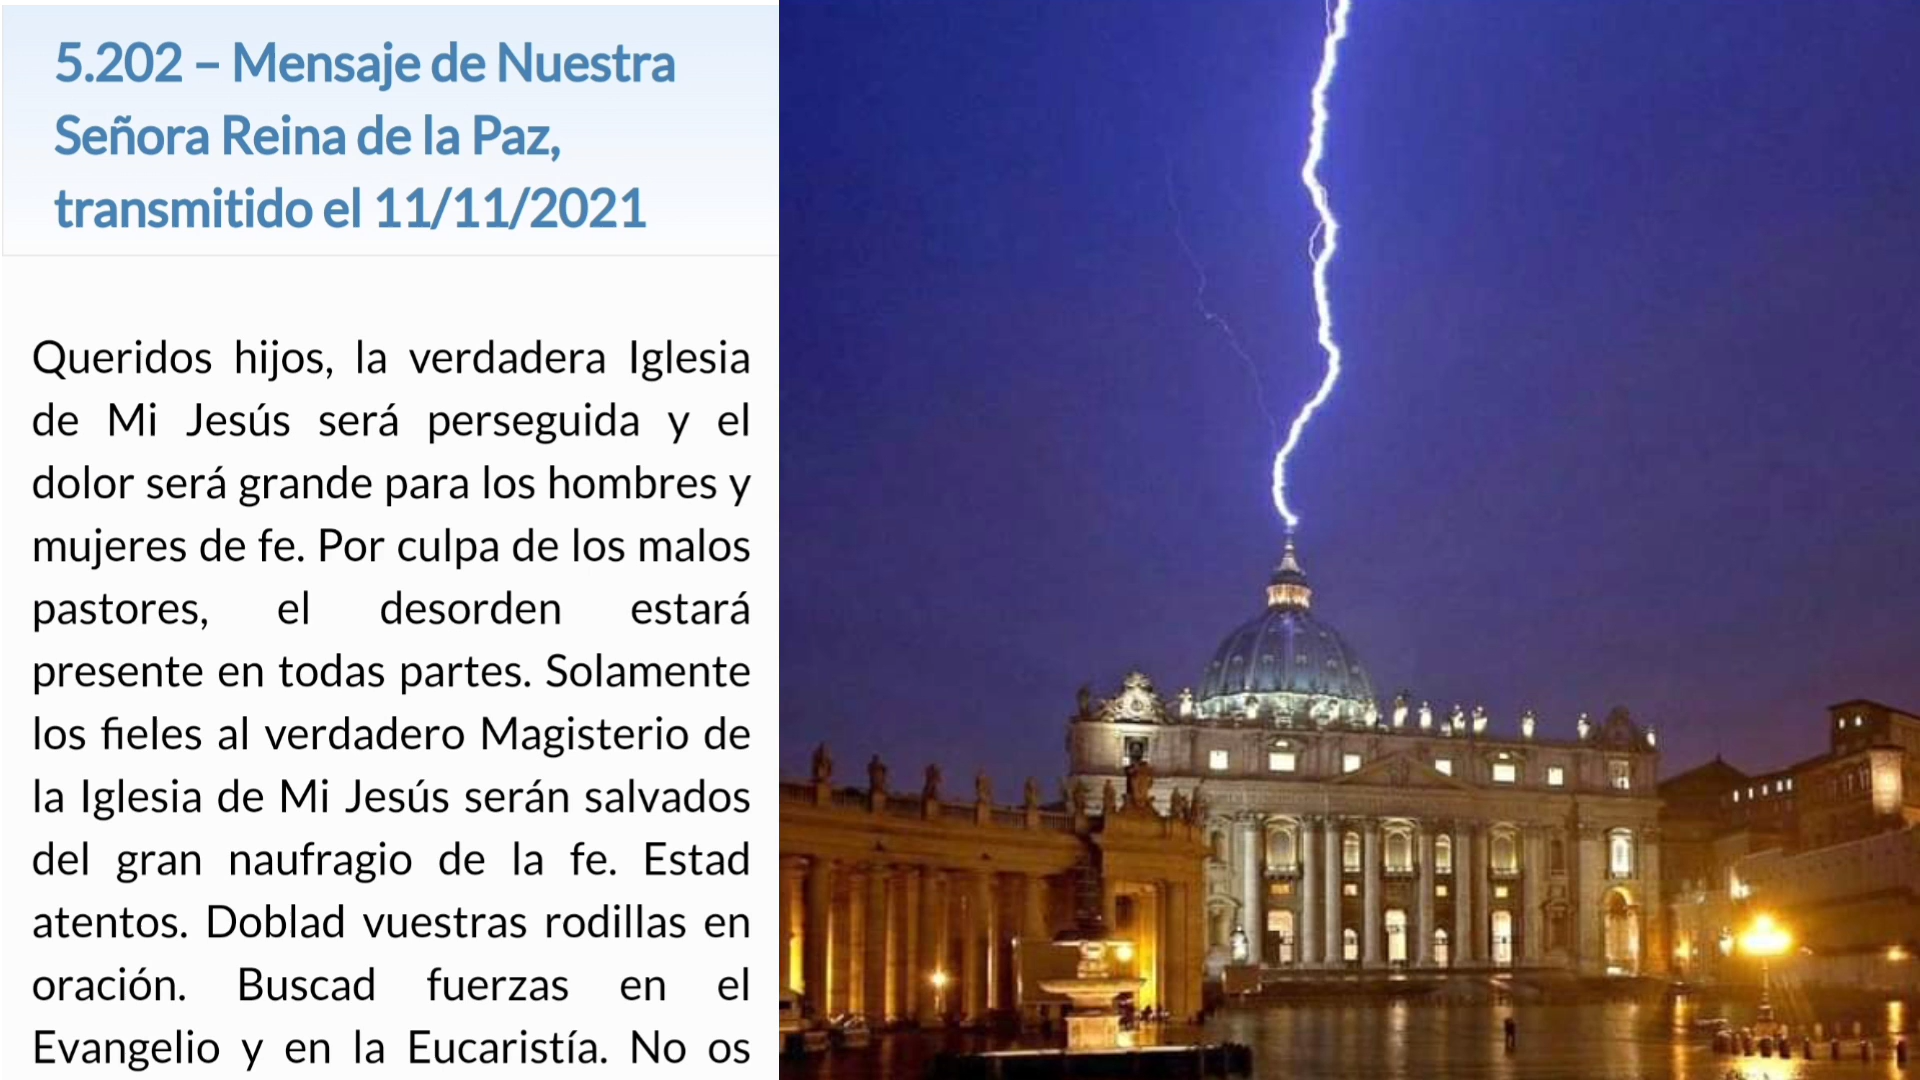 5.202 – Mensaje de Nuestra
Señora Reina de la Paz,
transmitido el 11/11/2021
Queridos hijos, la verdadera Iglesia
de Mi Jesús será perseguida y el
dolor será grande para los hombres y
mujeres de fe. Por culpa de los malos
pastores, el desorden estará
presente en todas partes. Solamente
los fieles al verdadero Magisterio de
la Iglesia de Mi Jesús serán salvados
del gran naufragio de la fe. Estad
atentos. Doblad vuestras rodillas en
oración. Buscad fuerzas en el
Evangelio y en la Eucaristía. No os